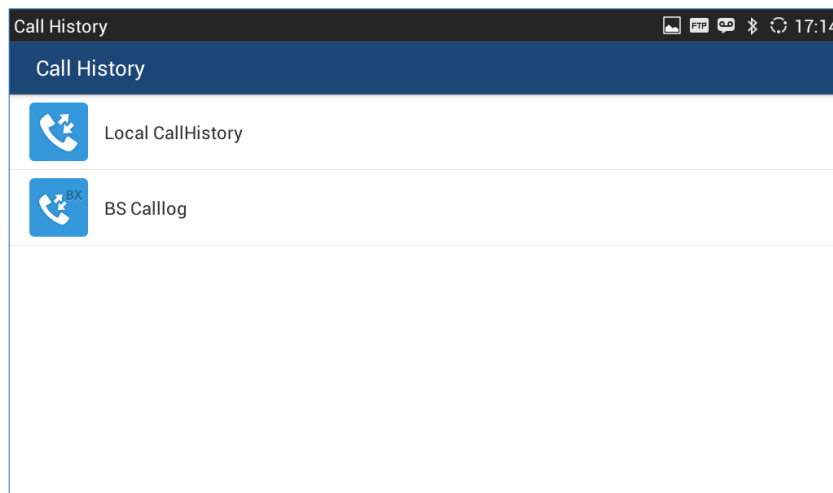 Call History
FTP
17:14
Call History
Local CallHistory
BX
BS Calllog